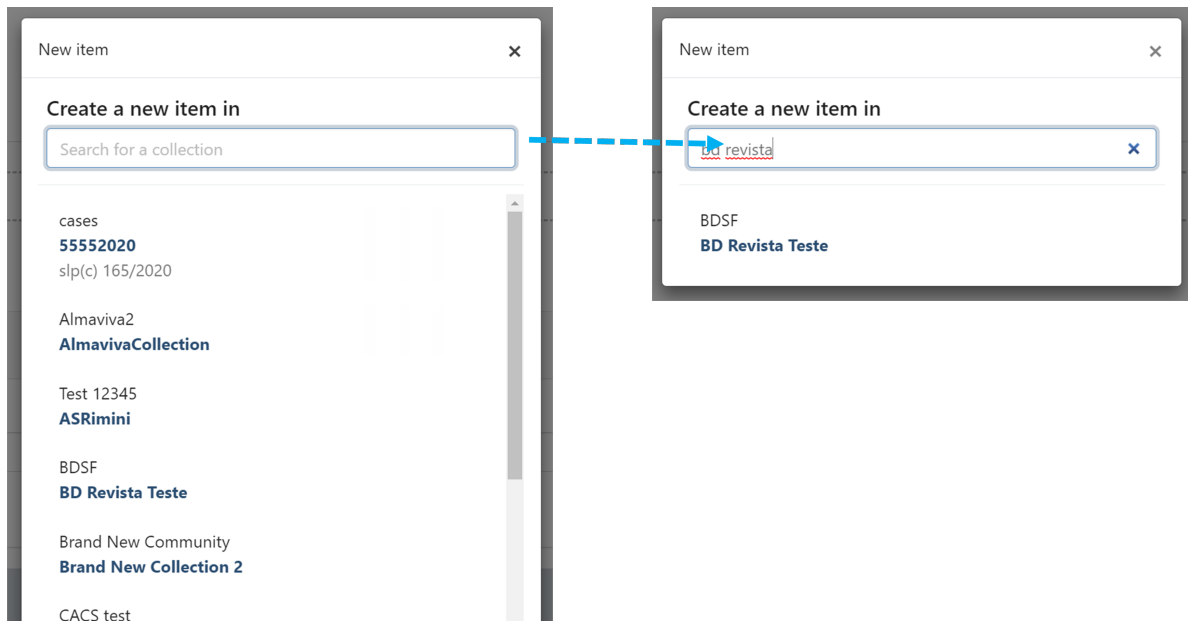 New item
×
Create a new item in
Search for a collection
cases
55552020
slp(c) 165/2020
Almaviva2
AlmavivaCollection
Test 12345
ASRimini
BDSF
BD Revista Teste
Brand New Community
Brand New Collection 2
CACS test
New item
×
Create a new item in
bd revista
×
BDSF
BD Revista Teste